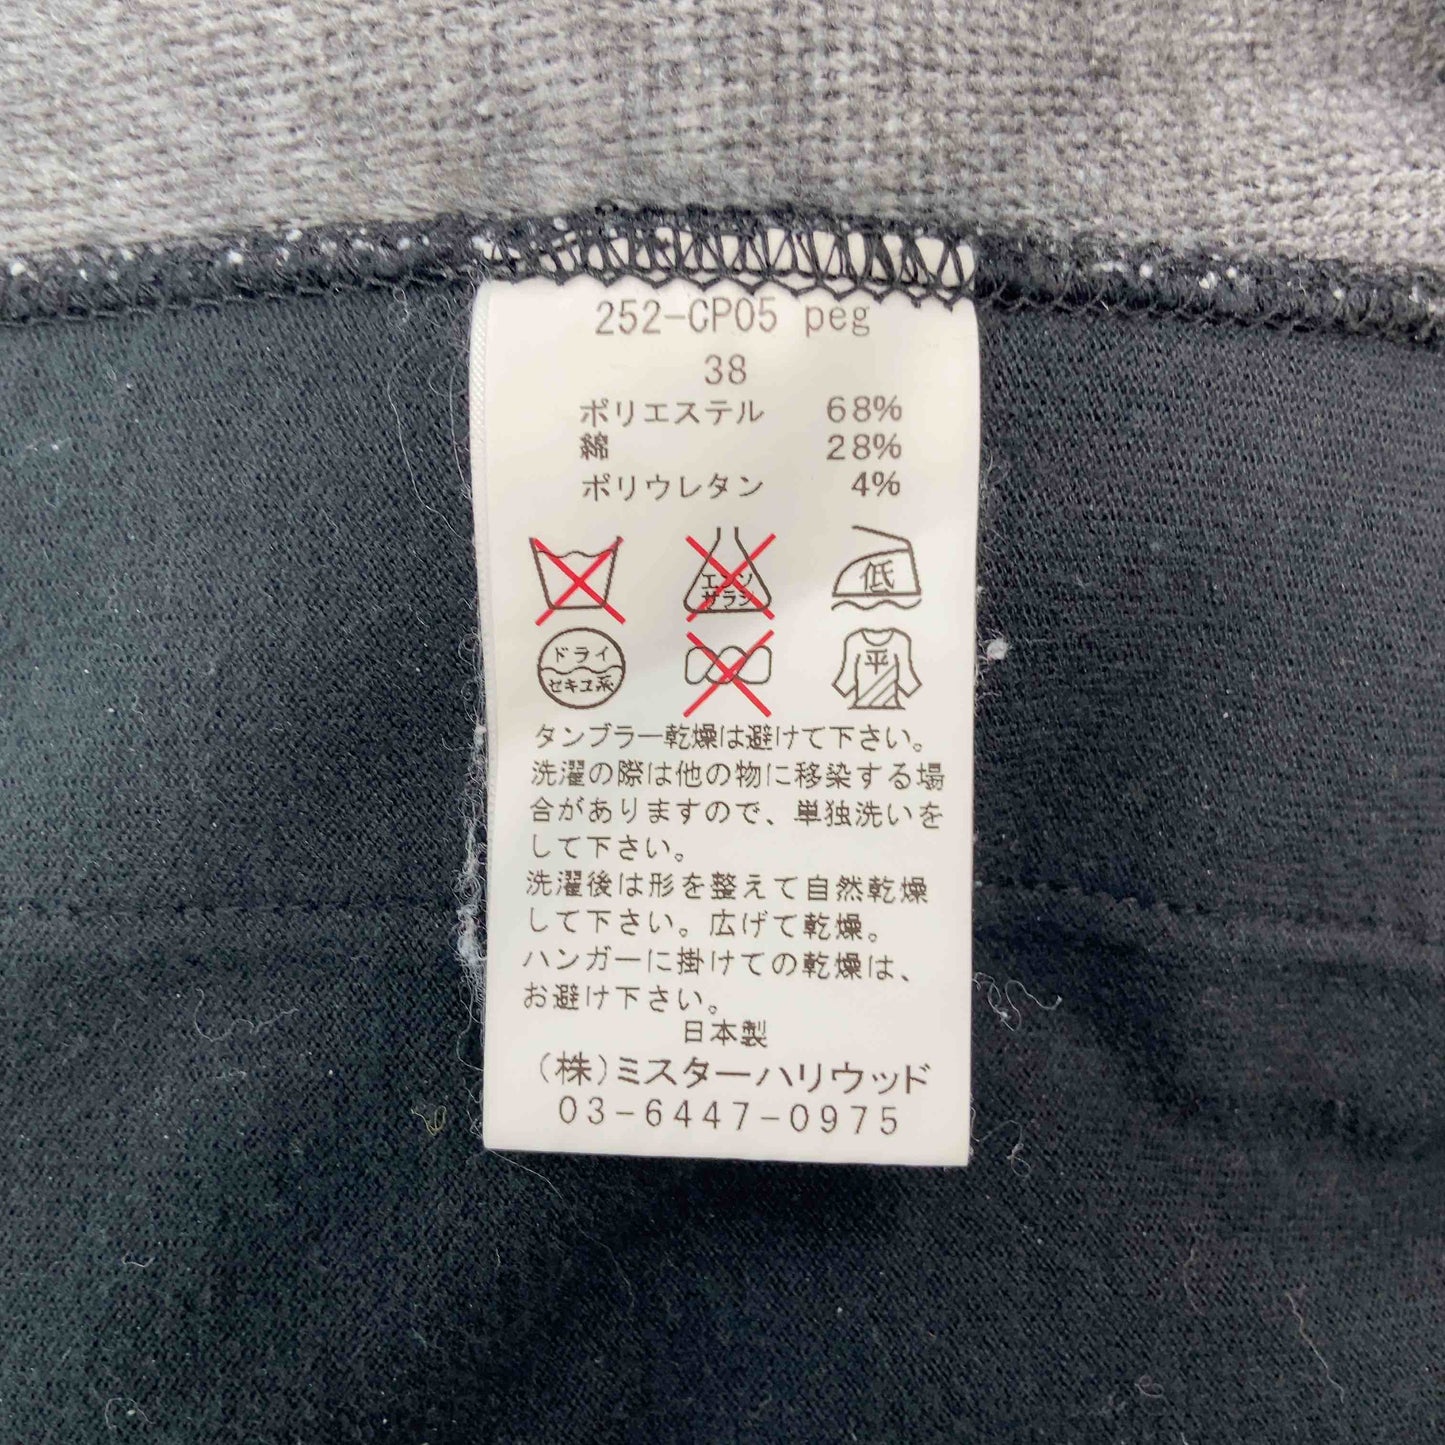 252-CP05 peg
38
ポリエステル 68%
綿 28%
ポリウレタン 4%
エンソ
サラシ
低
ドライ
セキユ系
平
タンブラー乾燥は避けて下さい。
洗濯の際は他の物に移染する場
合がありますので、単独洗いを
して下さい。
洗濯後は形を整えて自然乾燥
して下さい。広げて乾燥。
ハンガーに掛けての乾燥は、
お避け下さい。
日本製
(株)ミスターハリウッド
03-6447-0975